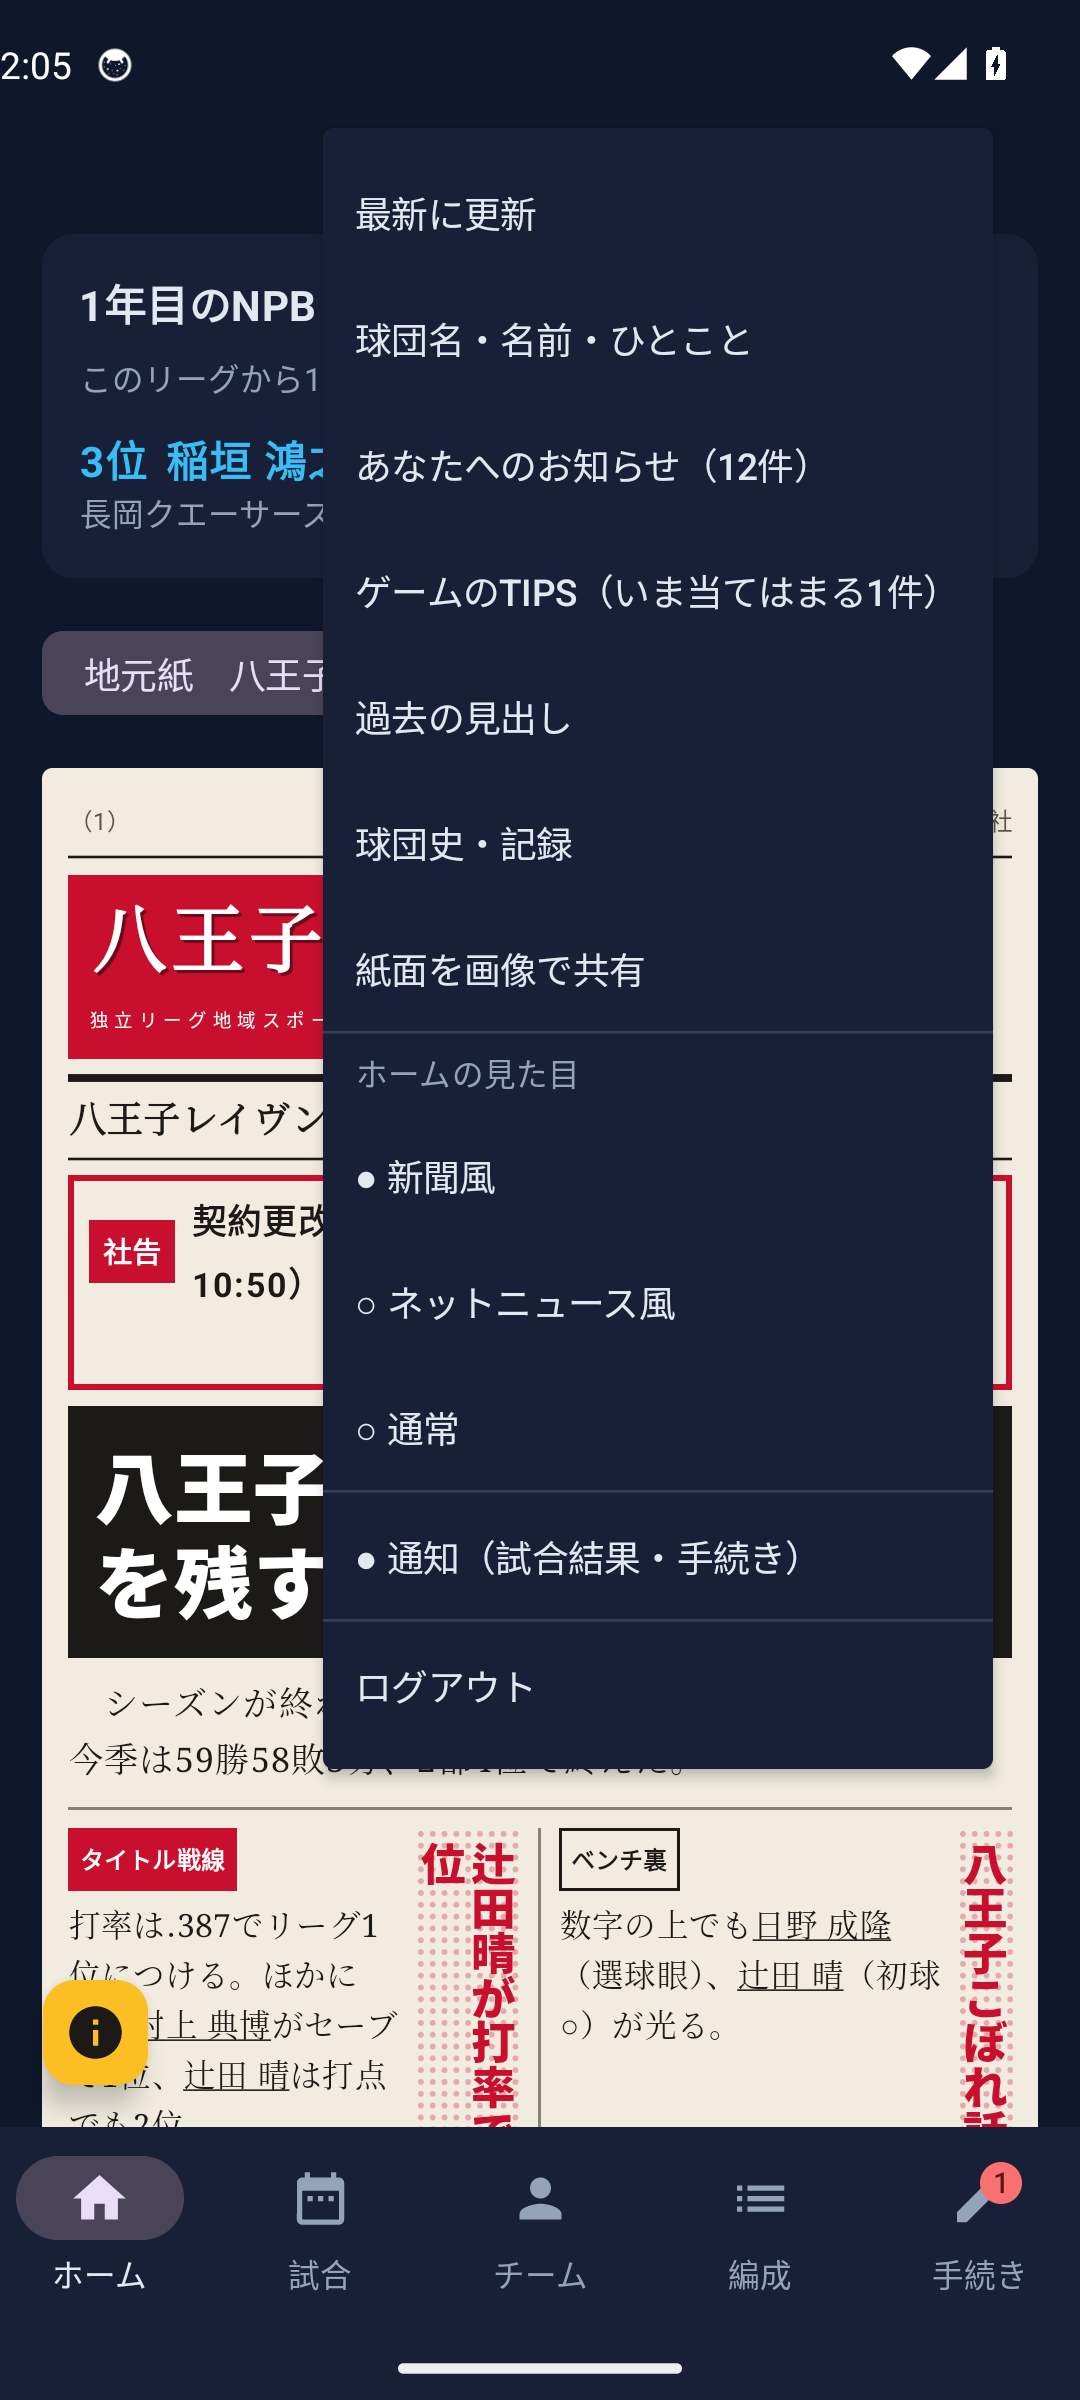 2:05
最新に更新
球団名・名前・ひとこと
あなたへのお知らせ（12件）
ゲームのTIPS（いま当てはまる1件）
過去の見出し
球団史・記録
紙面を画像で共有
ホームの見た目
● 新聞風
○ ネットニュース風
○ 通常
● 通知（試合結果・手続き）
ログアウト
1年目のNPB
このリーグから1
3位 稲垣 鴻
長岡クエーサーズ
地元紙 八王子
（1）
社
八王子
独立リーグ地域スポー
八王子レイヴン
社告
契約更改
10:50）
八王子
を残す
シーズンが終わ
今季は59勝58敗
タイトル戦線
辻田晴が打率で
位
打率は.387でリーグ1
位につける。ほかに
村上 典博がセーブ
で1位、辻田 晴は打点
でも2位
ベンチ裏
八王子こぼれ話
数字の上でも日野 成隆
（選球眼）、辻田 晴（初球
○）が光る。
1
ホーム
試合
チーム
編成
手続き